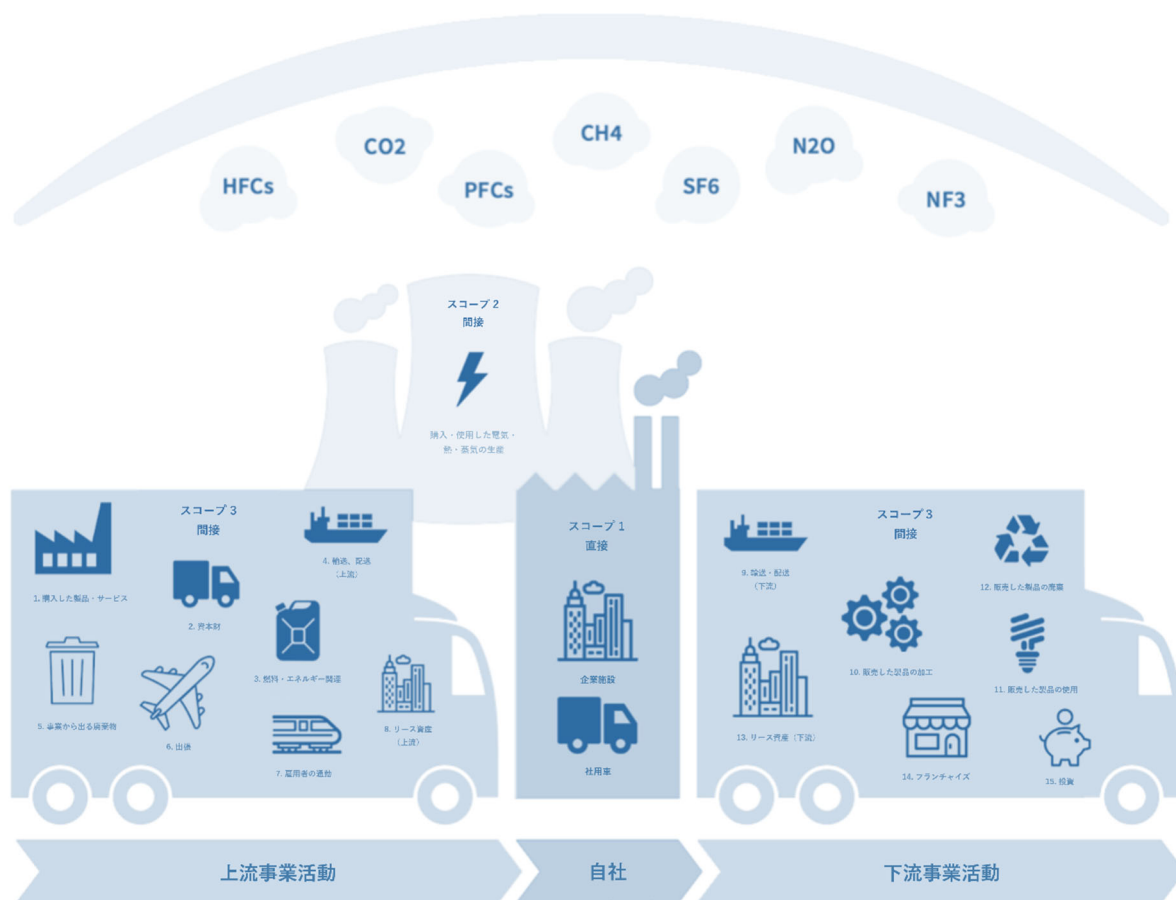 HFCs
CO2
PFCs
CH4
SF6
N2O
NF3
スコープ 2
間接
購入・使用した電気・
熱・蒸気の生産
スコープ 3
間接
1. 購入した製品・サービス
2. 資本財
3. 燃料・エネルギー関連
4. 輸送、配送
（上流）
5. 事業から出る廃棄物
6. 出張
7. 雇用者の通勤
8. リース資産
（上流）
スコープ 1
直接
企業施設
社用車
スコープ 3
間接
9. 輸送・配送
（下流）
10. 販売した製品の加工
11. 販売した製品の使用
12. 販売した製品の廃棄
13. リース資産（下流）
14. フランチャイズ
15. 投資
上流事業活動
自社
下流事業活動